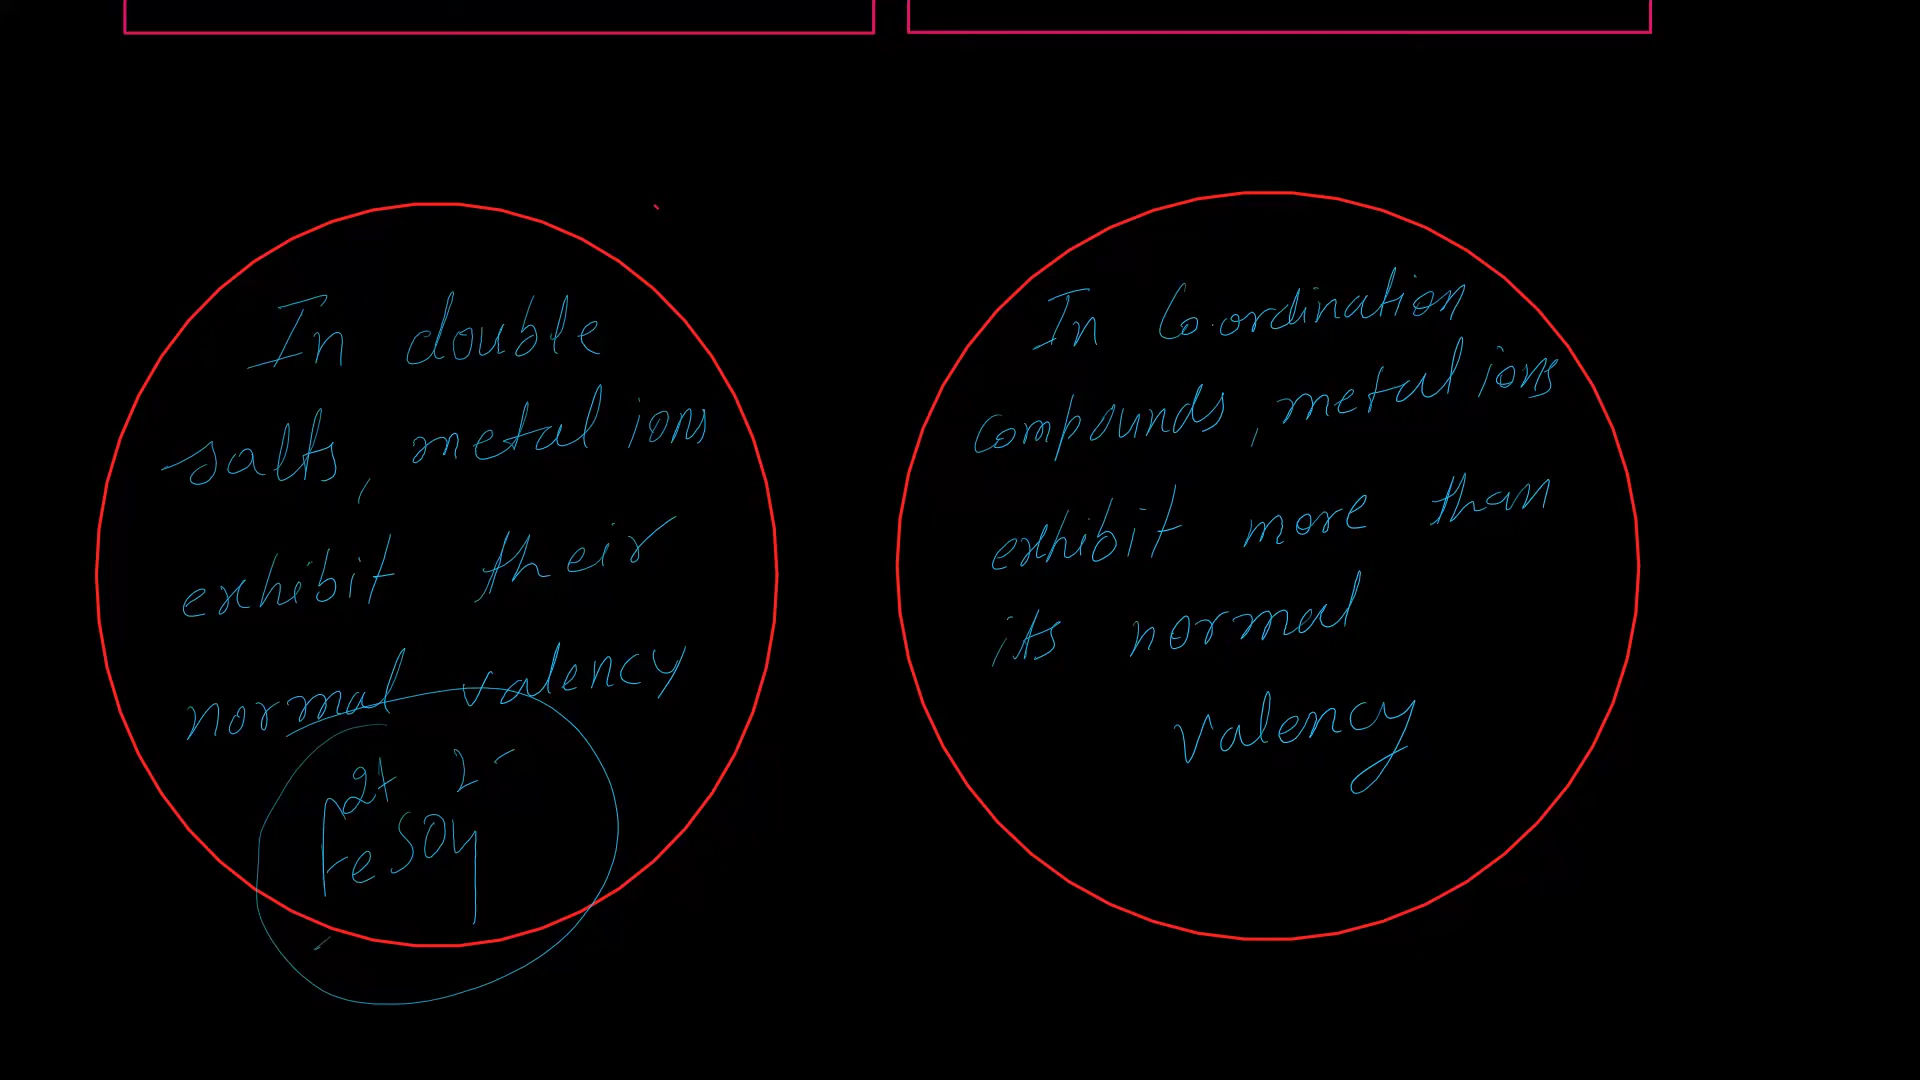 In double
salts, metal ions
exhibit their
normal valency
2+ 2-
FeSO4
In Co-ordination
compounds, metal ions
exhibit more than
its normal
valency